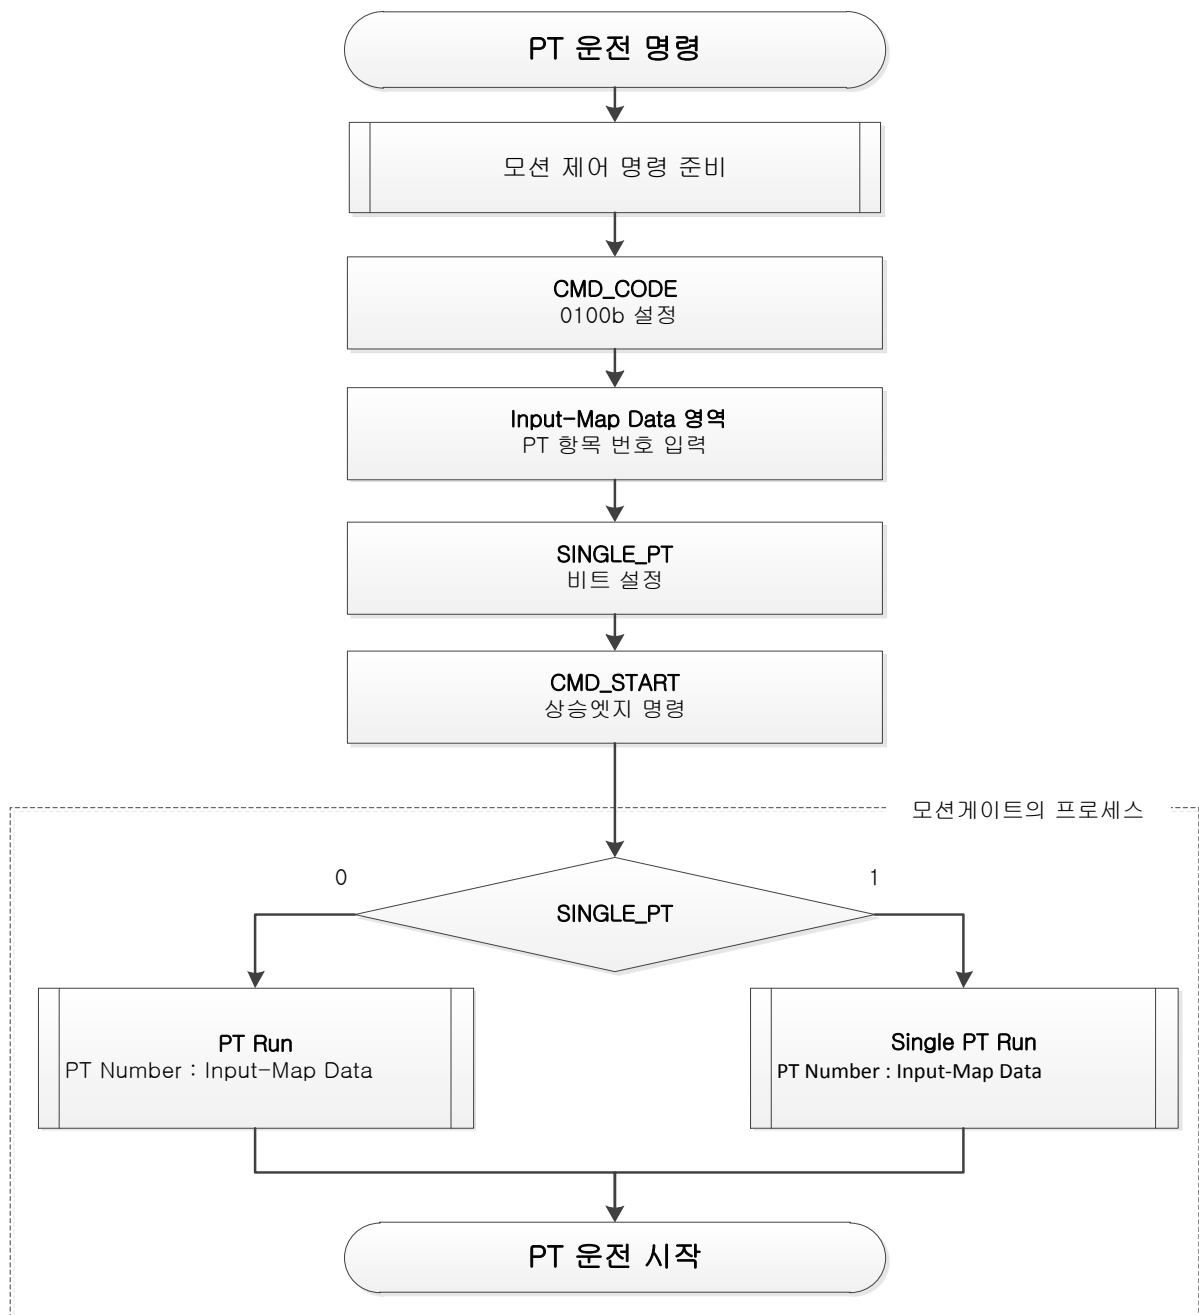 PT 운전 명령
모션 제어 명령 준비
CMD_CODE
0100b 설정
Input-Map Data 영역
PT 항목 번호 입력
SINGLE_PT
비트 설정
CMD_START
상승엣지 명령
모션게이트의 프로세스
0
1
SINGLE_PT
PT Run
PT Number : Input-Map Data
Single PT Run
PT Number : Input-Map Data
PT 운전 시작